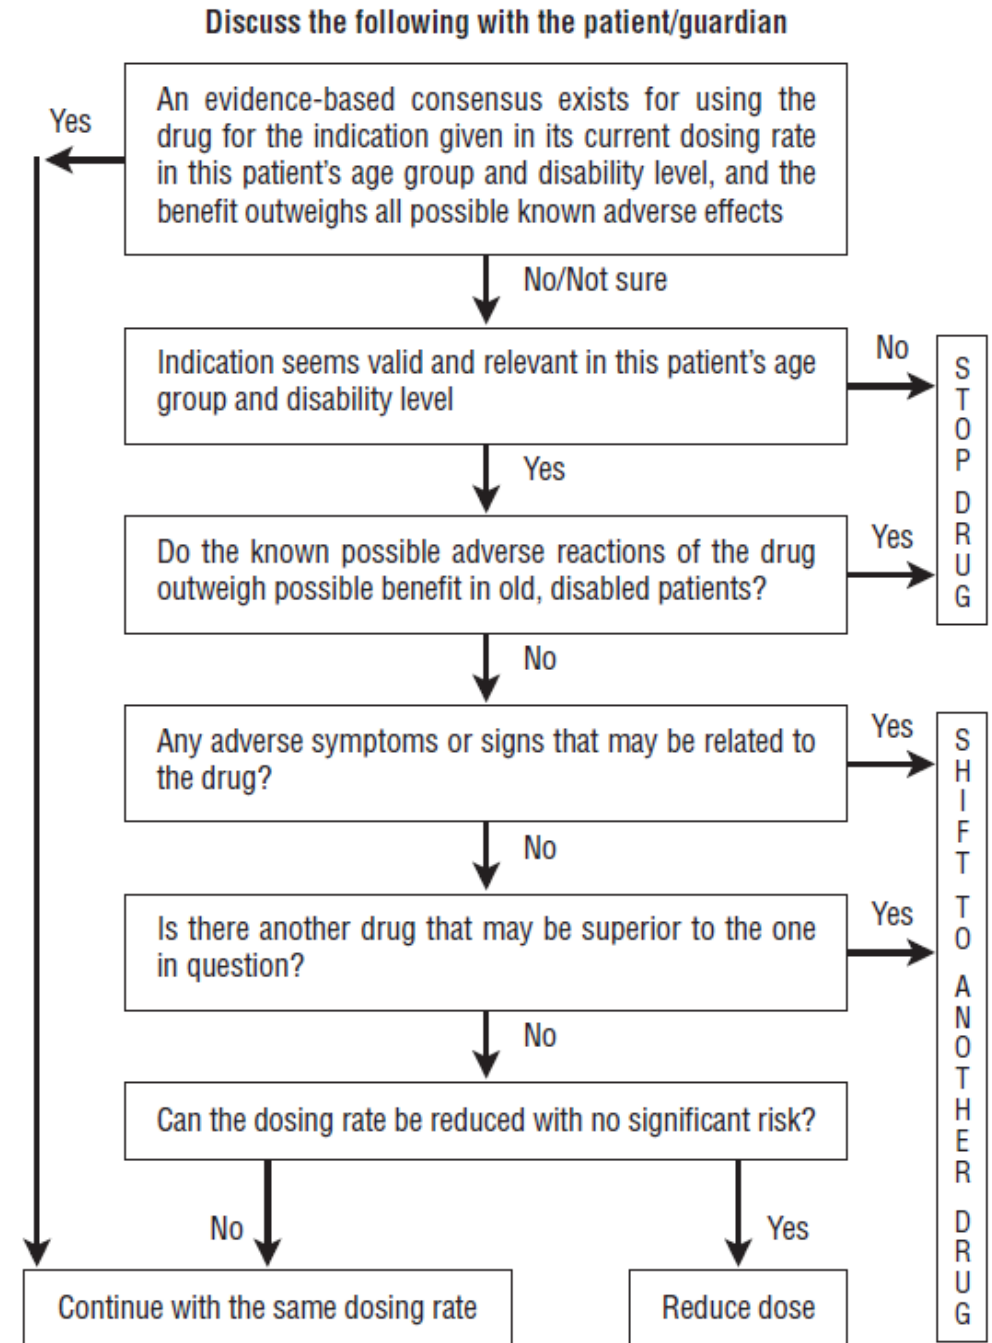 Discuss the following with the patient/guardian
Yes
An evidence-based consensus exists for using the
drug for the indication given in its current dosing rate
in this patient's age group and disability level, and the
benefit outweighs all possible known adverse effects
No/Not sure
Indication seems valid and relevant in this patient's age
group and disability level
No
STOP DRUG
Yes
Do the known possible adverse reactions of the drug
outweigh possible benefit in old, disabled patients?
Yes
No
Any adverse symptoms or signs that may be related to
the drug?
Yes
SHIFT TO ANOTHER DRUG
No
Is there another drug that may be superior to the one
in question?
Yes
No
Can the dosing rate be reduced with no significant risk?
No
Yes
Continue with the same dosing rate
Reduce dose